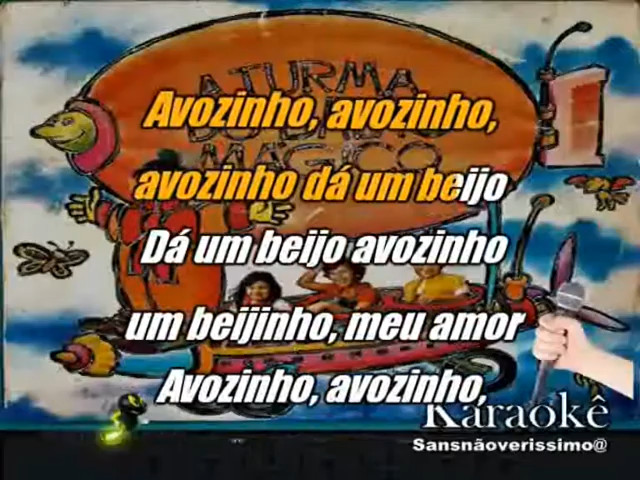 A TURMA
Avozinho, avozinho,
MÁGICO
avozinho dá um beijo
Dá um beijo avozinho
um beijinho, meu amor
Avozinho, avozinho,
Karaokê
Sansnãoverissimo@